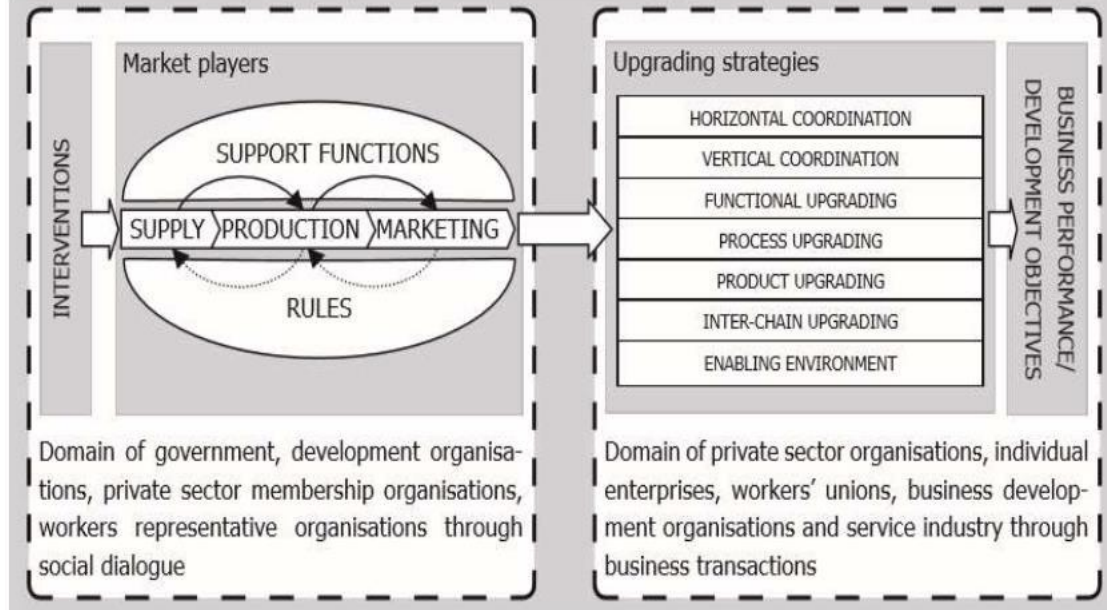 INTERVENTIONS
Market players
SUPPORT FUNCTIONS
SUPPLY
PRODUCTION
MARKETING
RULES
Domain of government, development organisa-
tions, private sector membership organisations,
workers representative organisations through
social dialogue
Upgrading strategies
HORIZONTAL COORDINATION
VERTICAL COORDINATION
FUNCTIONAL UPGRADING
PROCESS UPGRADING
PRODUCT UPGRADING
INTER-CHAIN UPGRADING
ENABLING ENVIRONMENT
BUSINESS PERFORMANCE/
DEVELOPMENT OBJECTIVES
Domain of private sector organisations, individual
enterprises, workers’ unions, business develop-
ment organisations and service industry through
business transactions